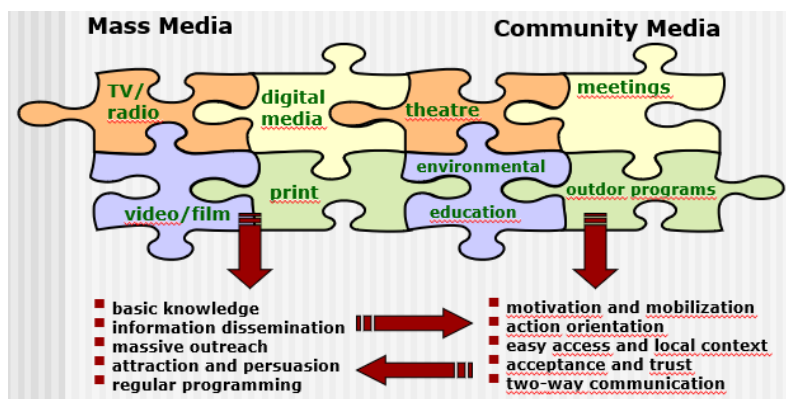 Mass Media
Community Media
TV/
radio
digital
media
theatre
meetings
video/film
print
environmental
education
outdor programs
basic knowledge
information dissemination
massive outreach
attraction and persuasion
regular programming
motivation and mobilization
action orientation
easy access and local context
acceptance and trust
two-way communication